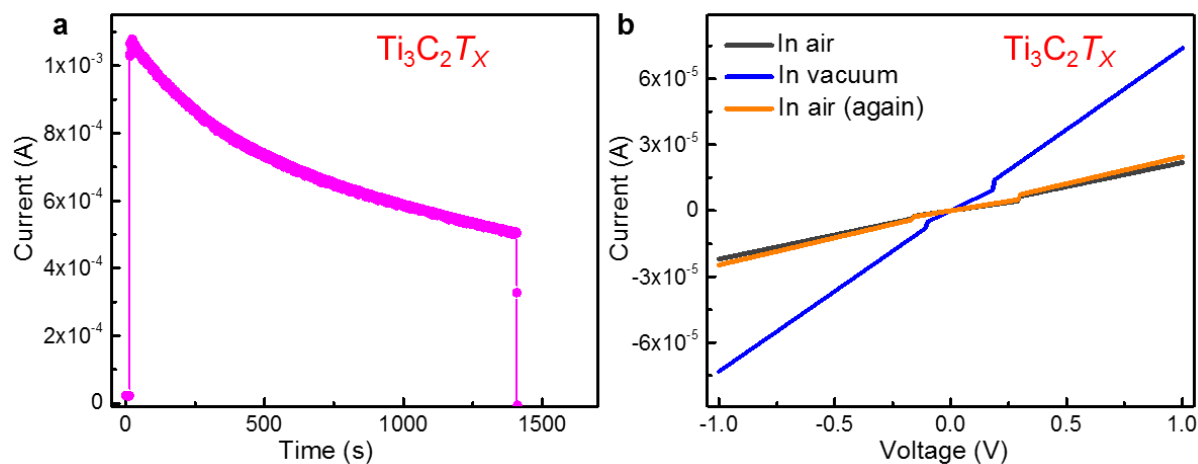 a
Ti₃C₂Tₓ
1x10⁻³
8x10⁻⁴
6x10⁻⁴
4x10⁻⁴
2x10⁻⁴
0
Current (A)
0 500 1000 1500
Time (s)
b
Ti₃C₂Tₓ
In air
In vacuum
In air (again)
6x10⁻⁵
3x10⁻⁵
0
-3x10⁻⁵
-6x10⁻⁵
Current (A)
-1.0 -0.5 0.0 0.5 1.0
Voltage (V)